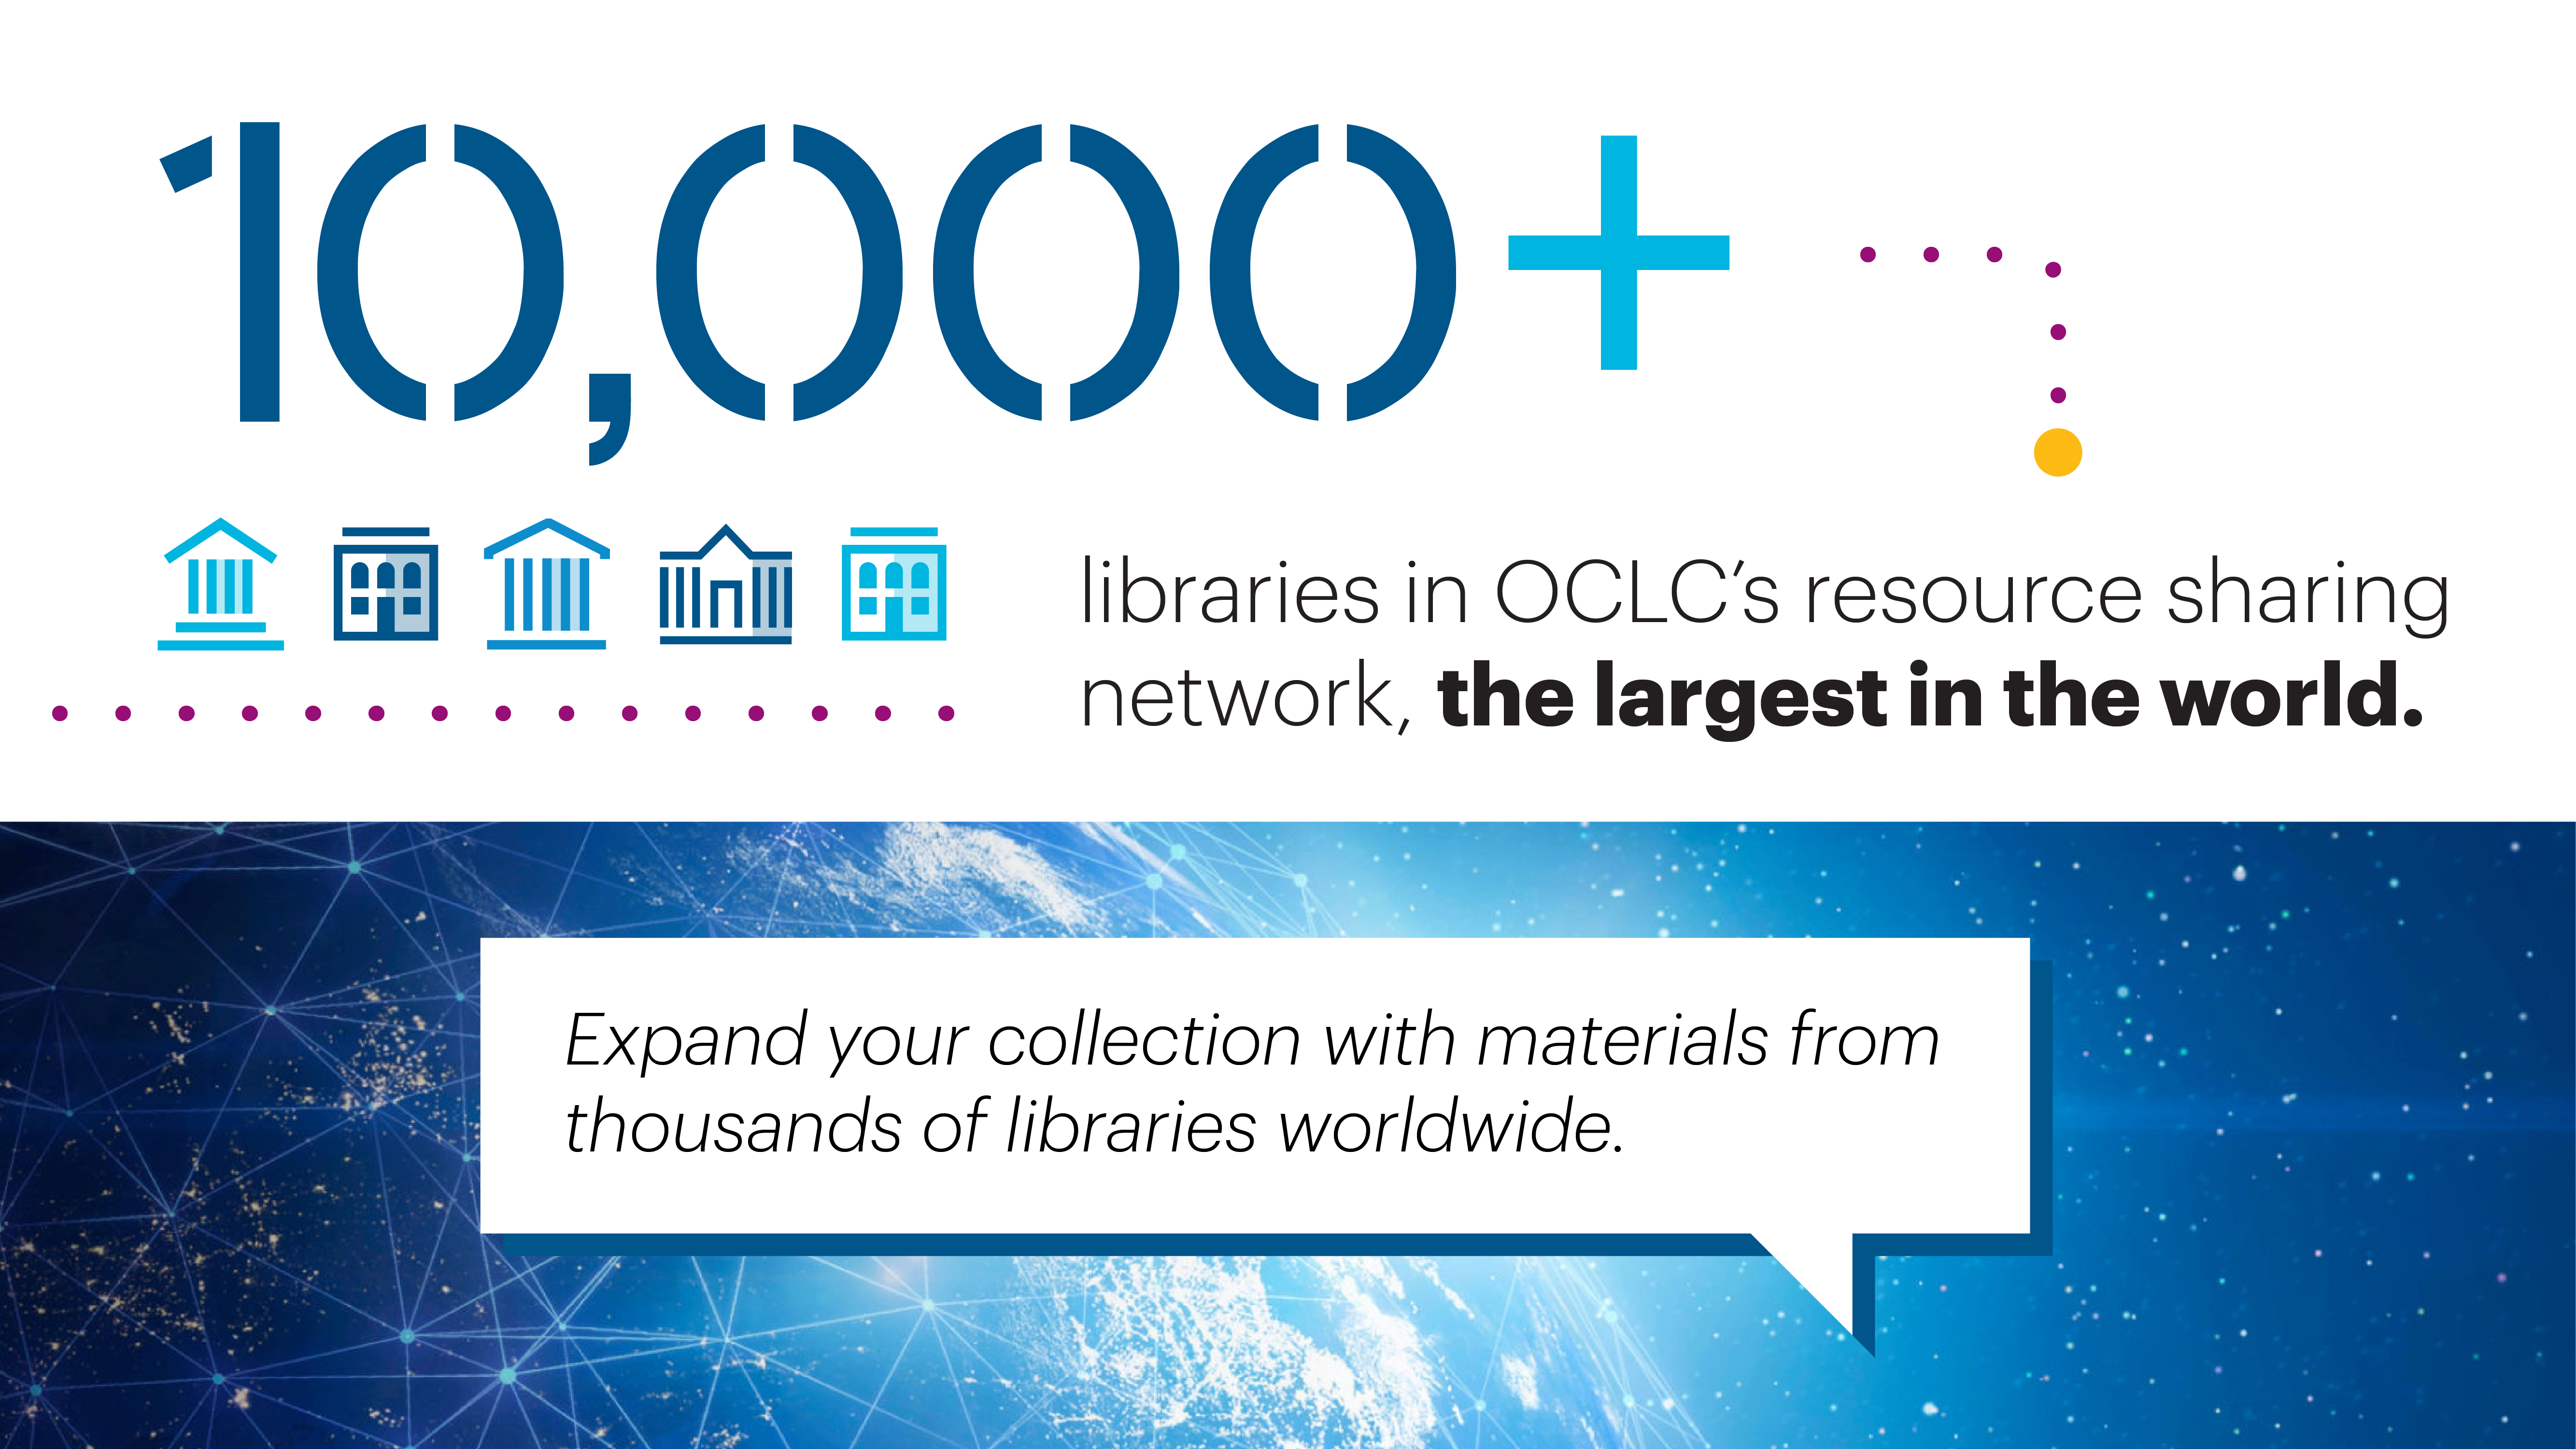 10,000+
libraries in OCLC’s resource sharing
network, the largest in the world.
Expand your collection with materials from
thousands of libraries worldwide.